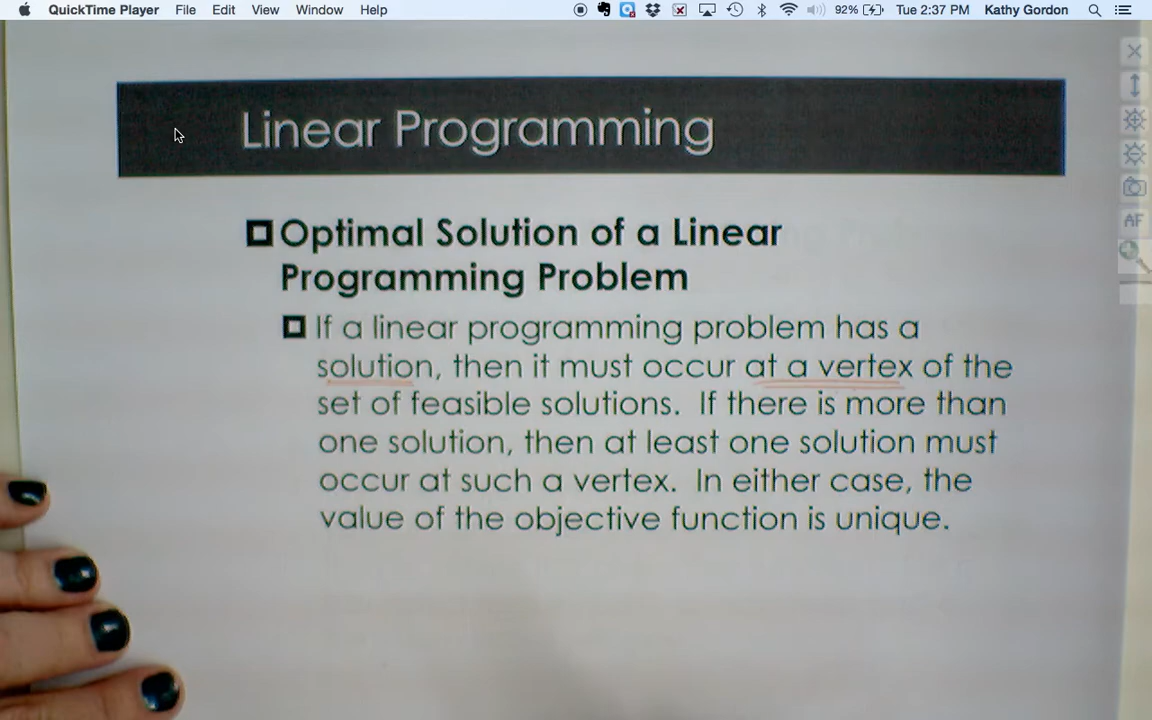 QuickTime Player File Edit View Window Help 92% Tue 2:37 PM Kathy Gordon
Linear Programming
Optimal Solution of a Linear
Programming Problem
If a linear programming problem has a
solution, then it must occur at a vertex of the
set of feasible solutions. If there is more than
one solution, then at least one solution must
occur at such a vertex. In either case, the
value of the objective function is unique.
AF